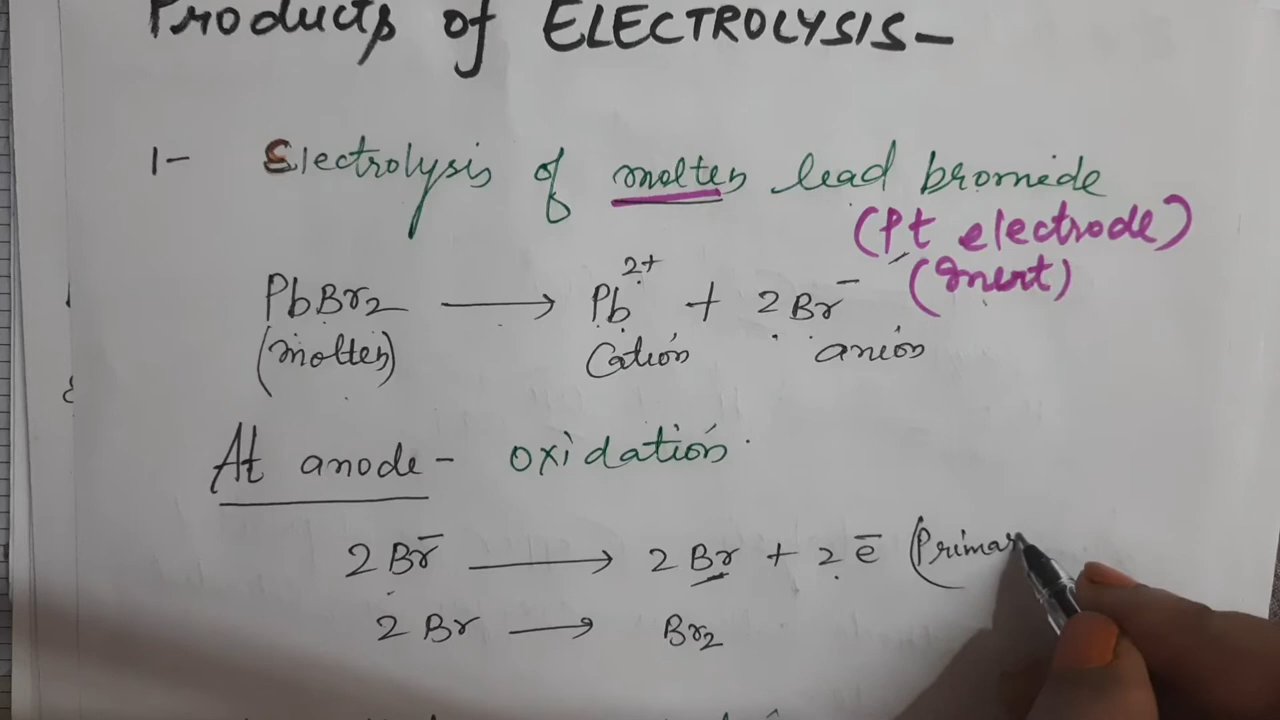 Products of ELECTROLYSIS-
1- Electrolysis of molten lead bromide
(Pt electrode)
(Inert)
PbBr2 ⟶ Pb²⁺ + 2Br⁻
(molten) Cation anion
At anode- oxidation
2Br⁻ ⟶ 2Br + 2e⁻ (Primar
2Br ⟶ Br2